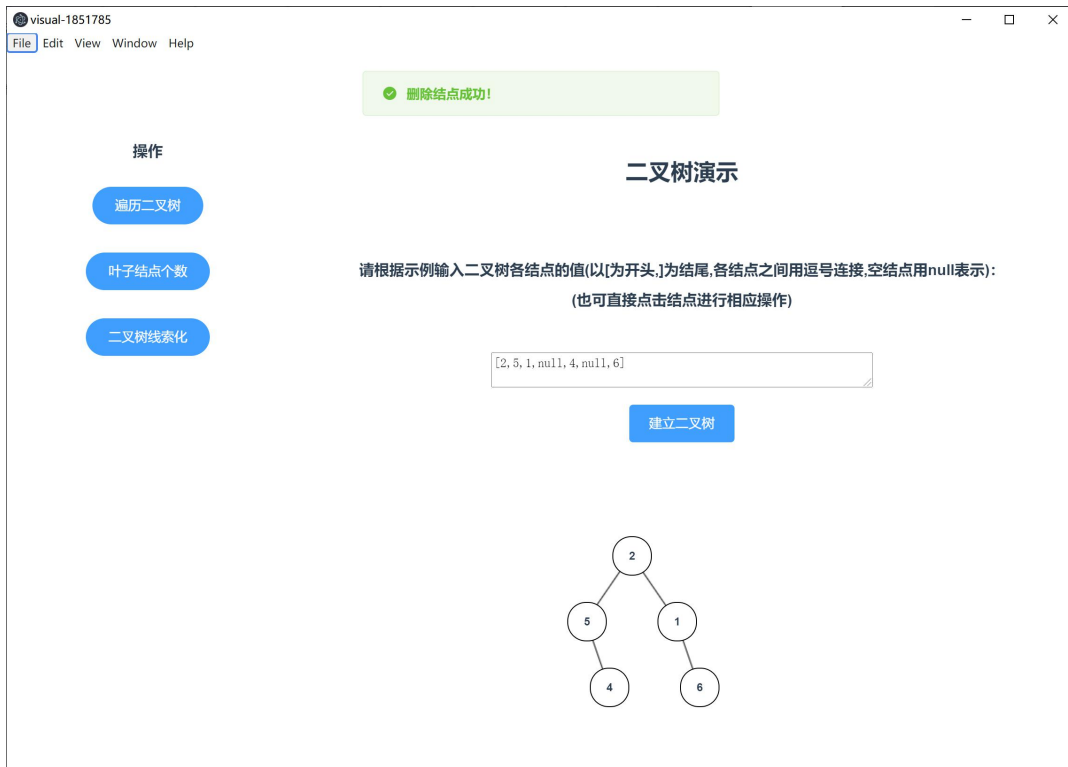 visual-1851785
File Edit View Window Help
删除结点成功!
操作
二叉树演示
遍历二叉树
叶子结点个数
请根据示例输入二叉树各结点的值(以[为开头,]为结尾,各结点之间用逗号连接,空结点用null表示):
(也可直接点击结点进行相应操作)
二叉树线索化
[2,5,1,null,4,null,6]
建立二叉树
2
5 1
4 6